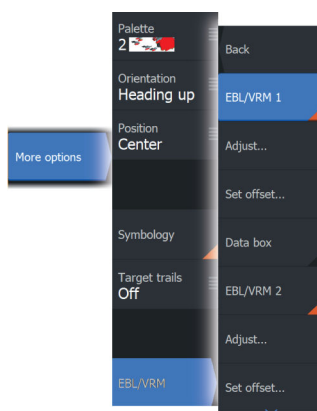 More options
Palette
2
Orientation
Heading up
Position
Center
Symbology
Target trails
Off
EBL/VRM
Back
EBL/VRM 1
Adjust...
Set offset...
Data box
EBL/VRM 2
Adjust...
Set offset...